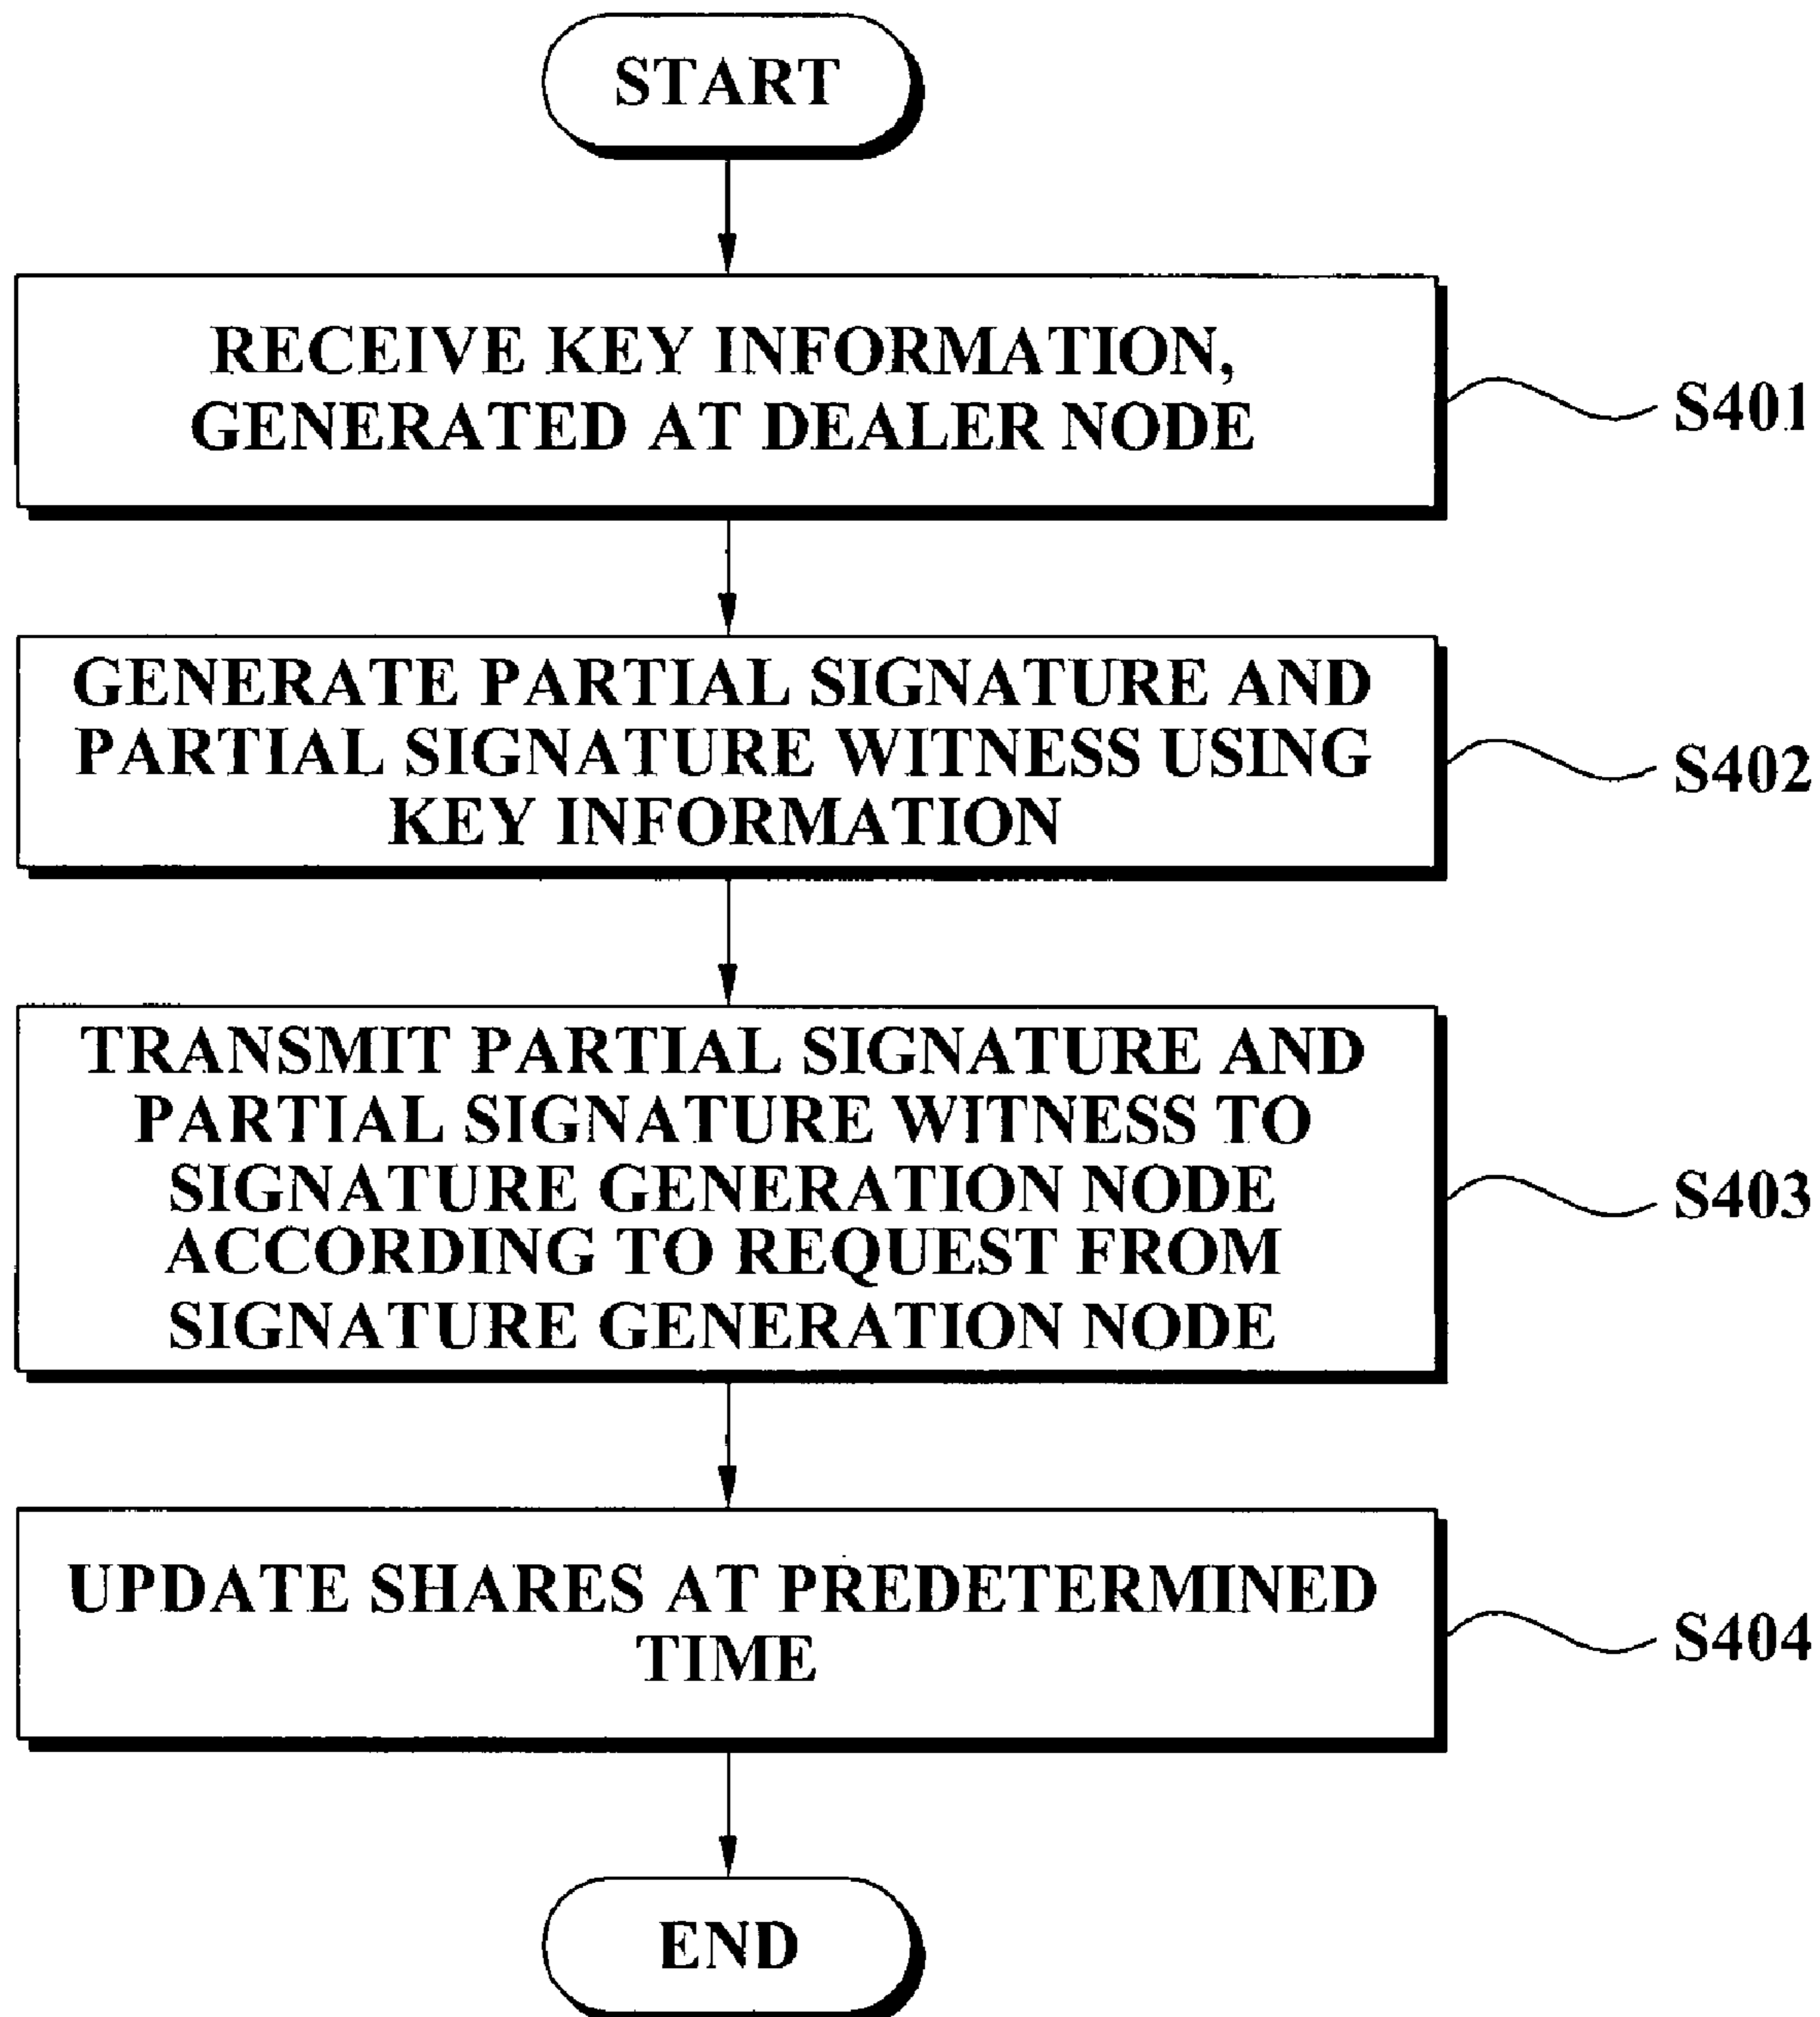 START
RECEIVE KEY INFORMATION,
GENERATED AT DEALER NODE
S401
GENERATE PARTIAL SIGNATURE AND
PARTIAL SIGNATURE WITNESS USING
KEY INFORMATION
S402
TRANSMIT PARTIAL SIGNATURE AND
PARTIAL SIGNATURE WITNESS TO
SIGNATURE GENERATION NODE
ACCORDING TO REQUEST FROM
SIGNATURE GENERATION NODE
S403
UPDATE SHARES AT PREDETERMINED
TIME
S404
END